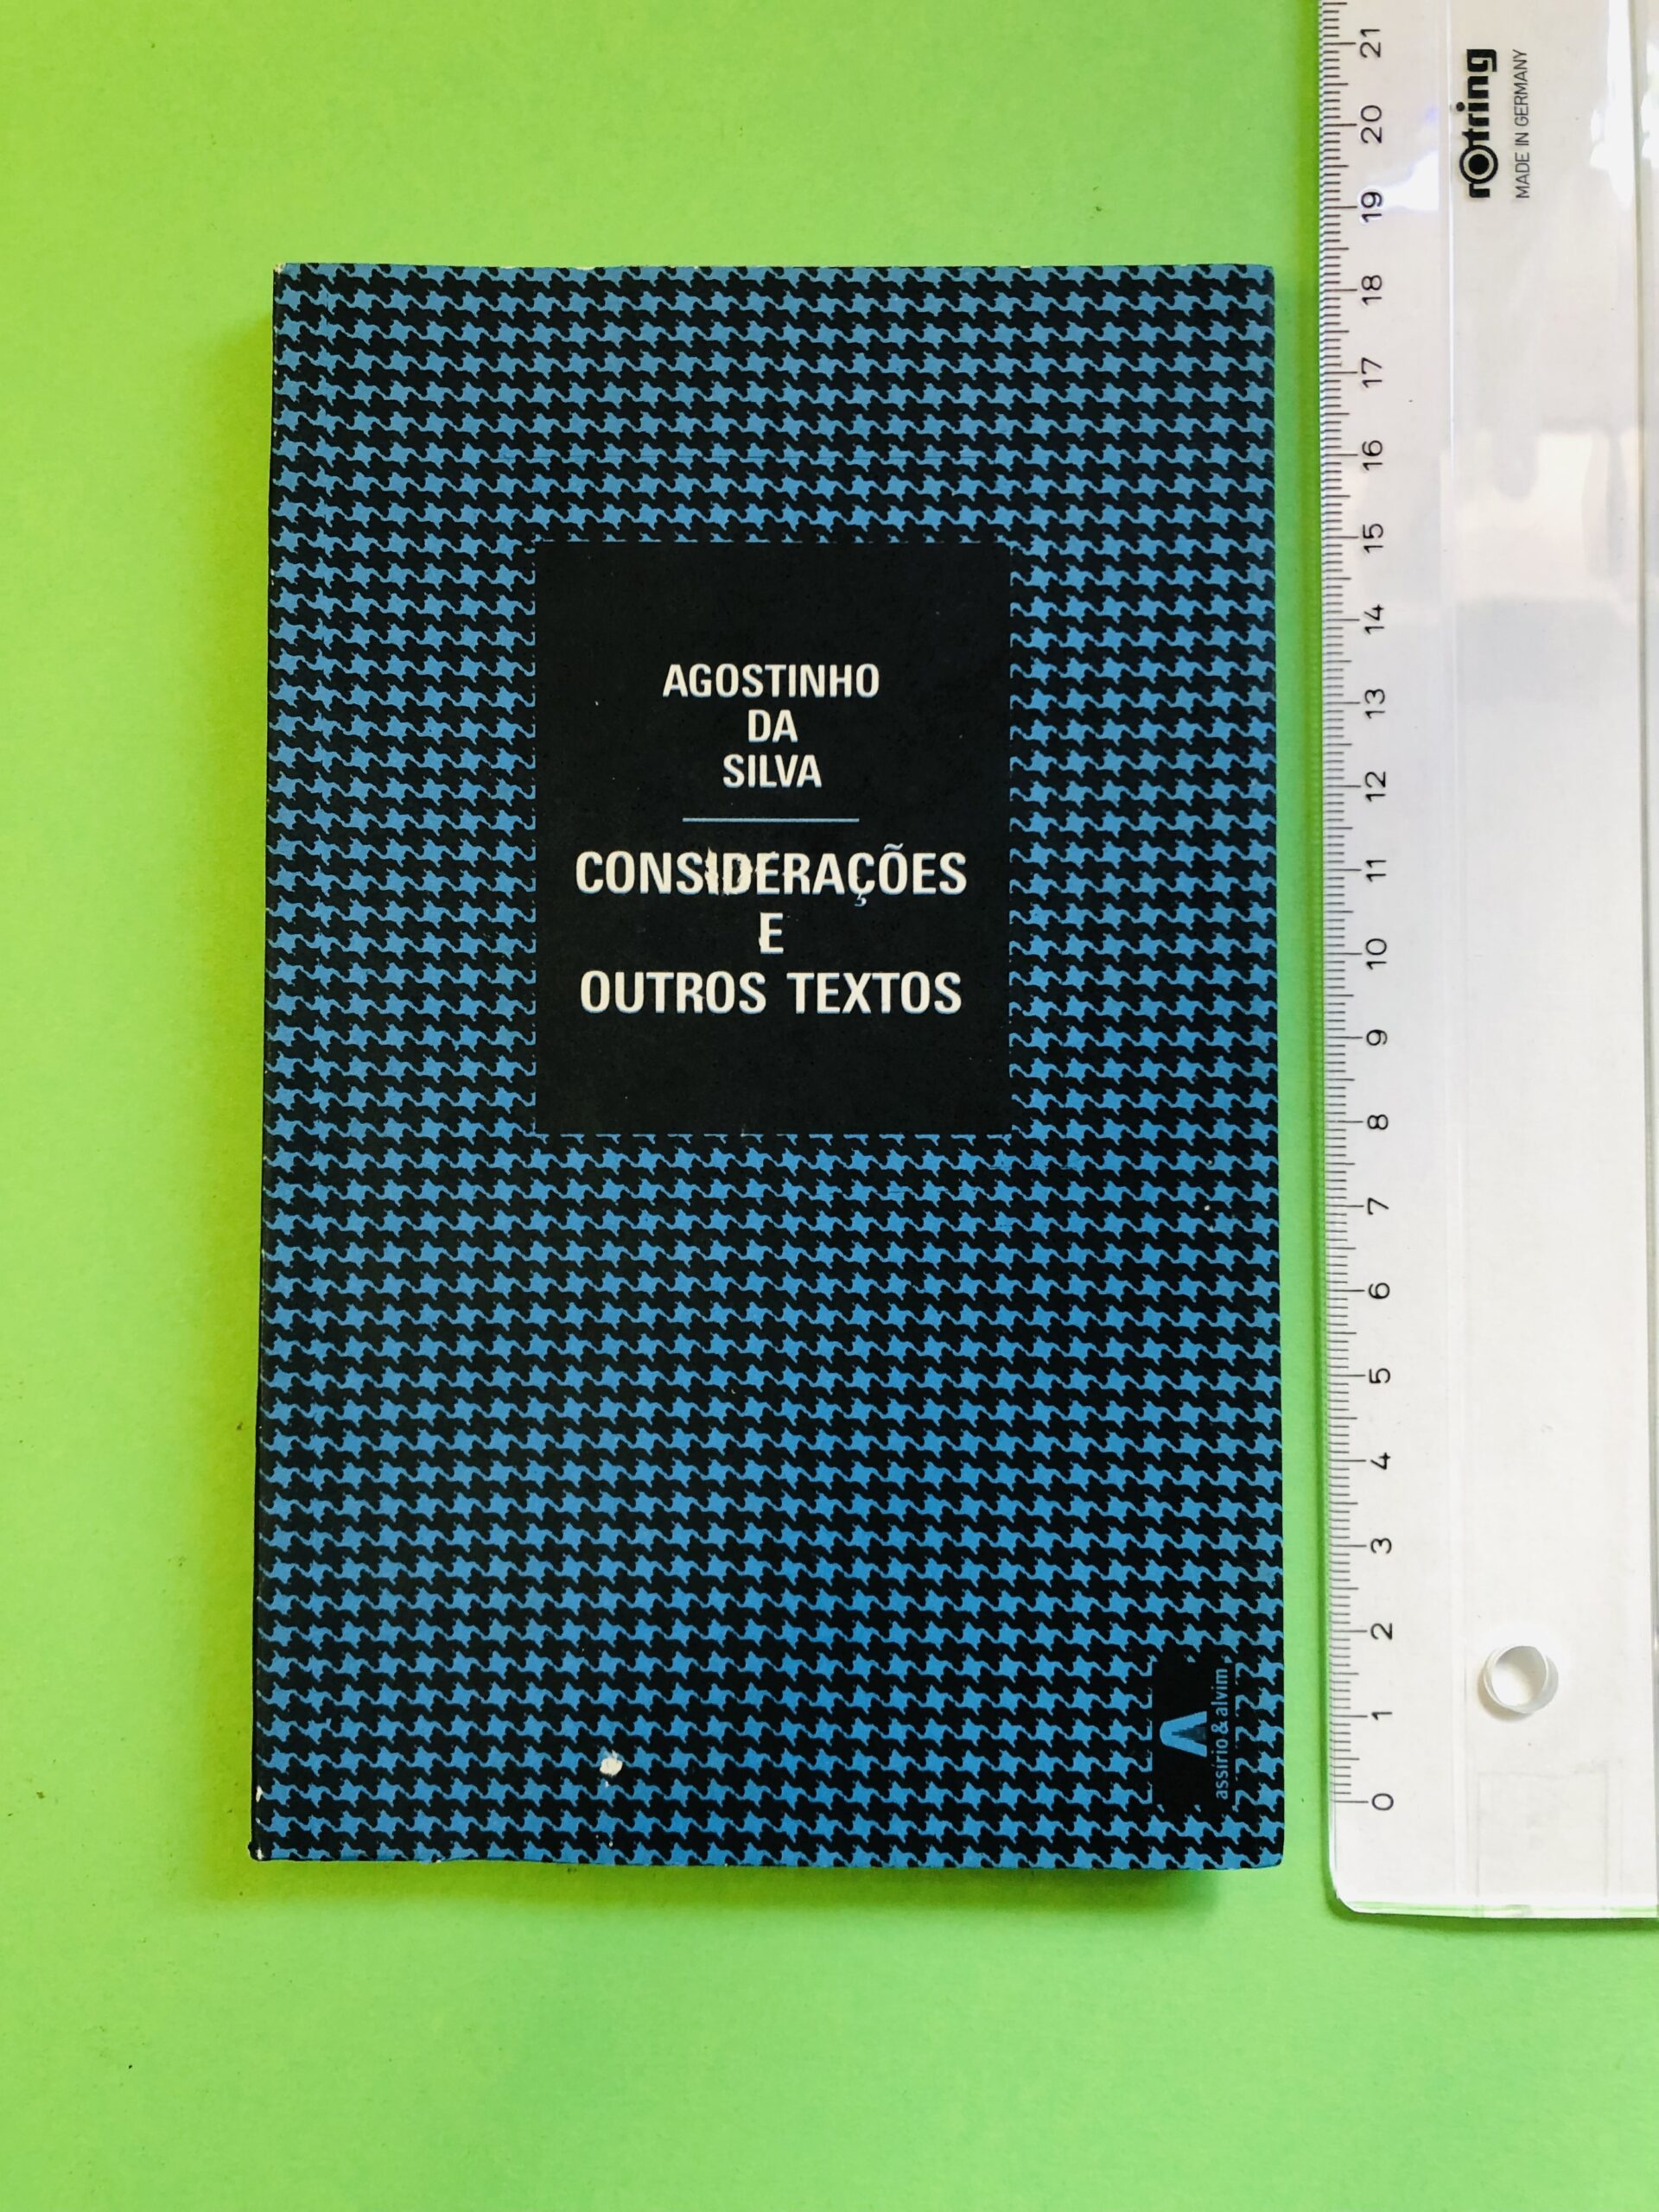 AGOSTINHO
DA
SILVA
CONSIDERAÇÕES
E
OUTROS TEXTOS
assírio & alvim
rotring
MADE IN GERMANY
21
20
19
18
17
16
15
14
13
12
11
10
9
8
7
6
5
4
3
2
1
0